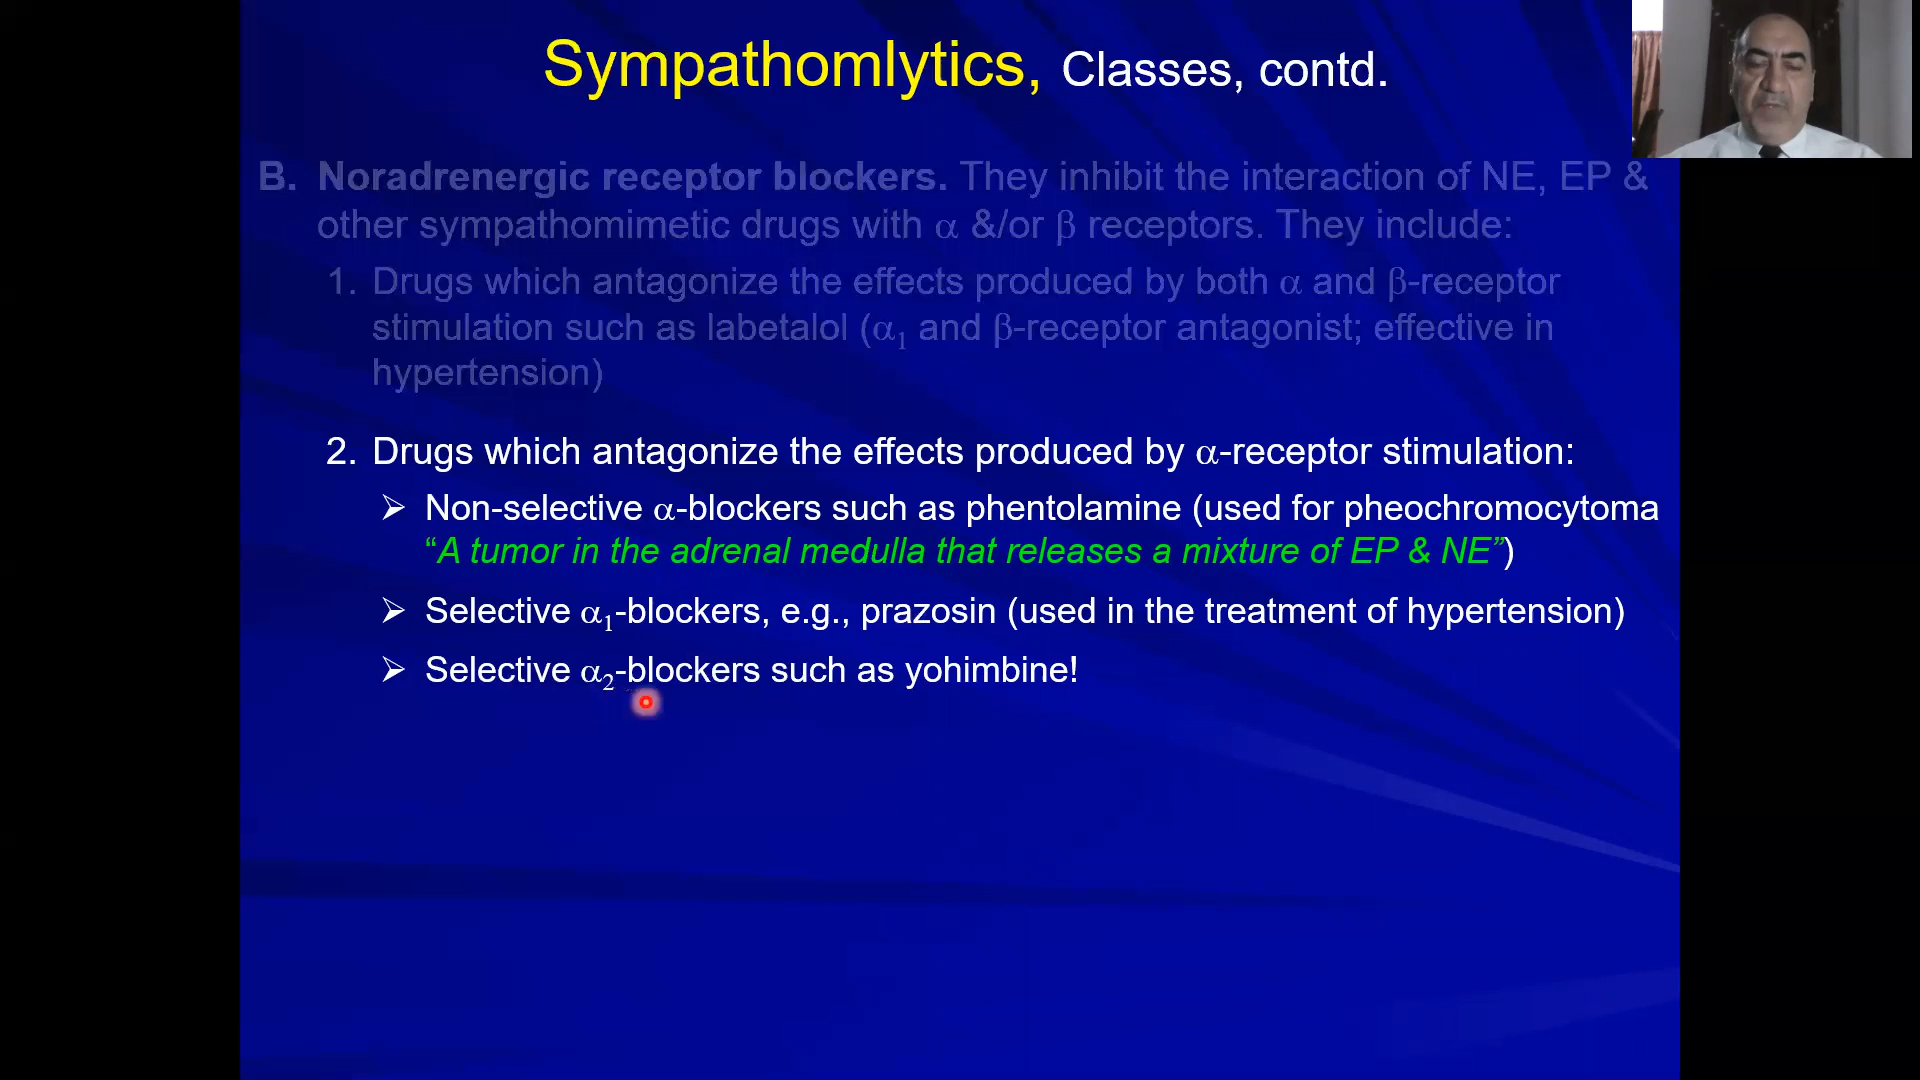 Sympathomlytics, Classes, contd.
B. Noradrenergic receptor blockers. They inhibit the interaction of NE, EP &
other sympathomimetic drugs with α &/or β receptors. They include:
1. Drugs which antagonize the effects produced by both α and β-receptor
stimulation such as labetalol (α₁ and β-receptor antagonist; effective in
hypertension)
2. Drugs which antagonize the effects produced by α-receptor stimulation:
➢ Non-selective α-blockers such as phentolamine (used for pheochromocytoma
“A tumor in the adrenal medulla that releases a mixture of EP & NE”)
➢ Selective α₁-blockers, e.g., prazosin (used in the treatment of hypertension)
➢ Selective α₂-blockers such as yohimbine!